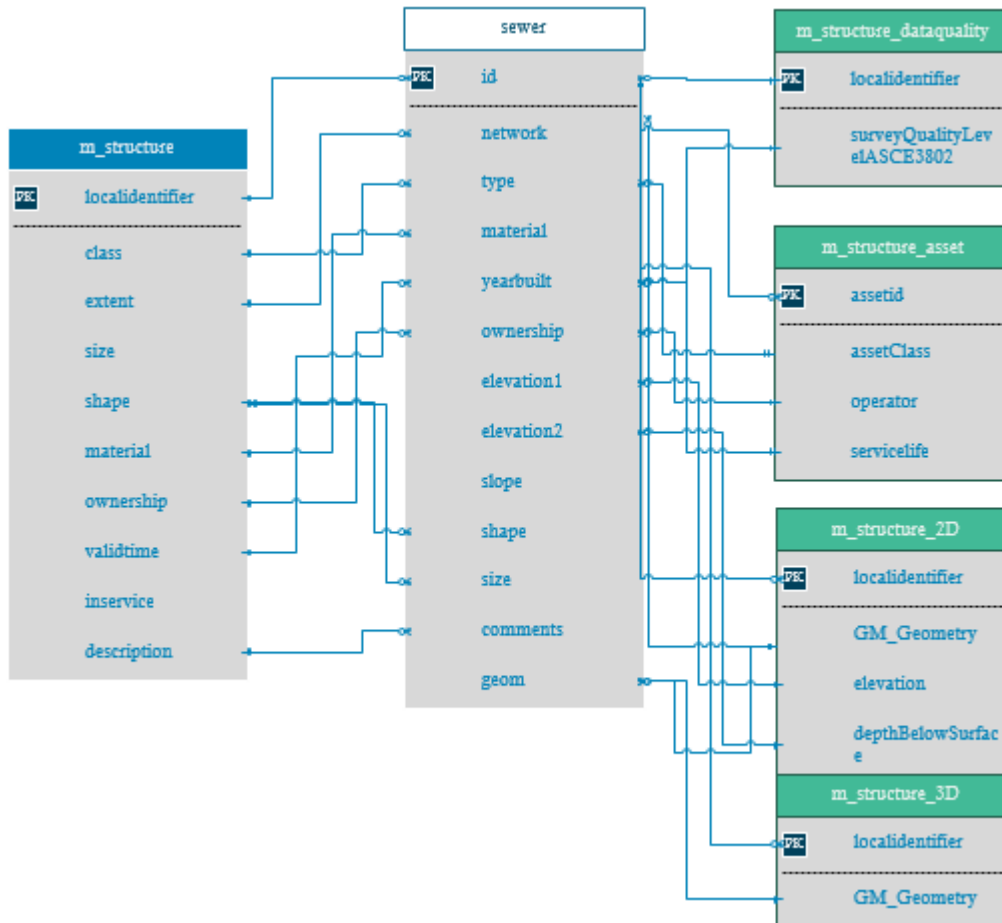 m_structure
PK
localidentifier
class
extent
size
shape
material
ownership
validtime
inservice
description
sewer
PK
id
network
type
material
yearbuilt
ownership
elevation1
elevation2
slope
shape
size
comments
geom
m_structure_dataquality
PK
localidentifier
surveyQualityLev
elASCE3802
m_structure_asset
PK
assetid
assetClass
operator
servicelife
m_structure_2D
PK
localidentifier
GM_Geometry
elevation
depthBelowSurfac
e
m_structure_3D
PK
localidentifier
GM_Geometry